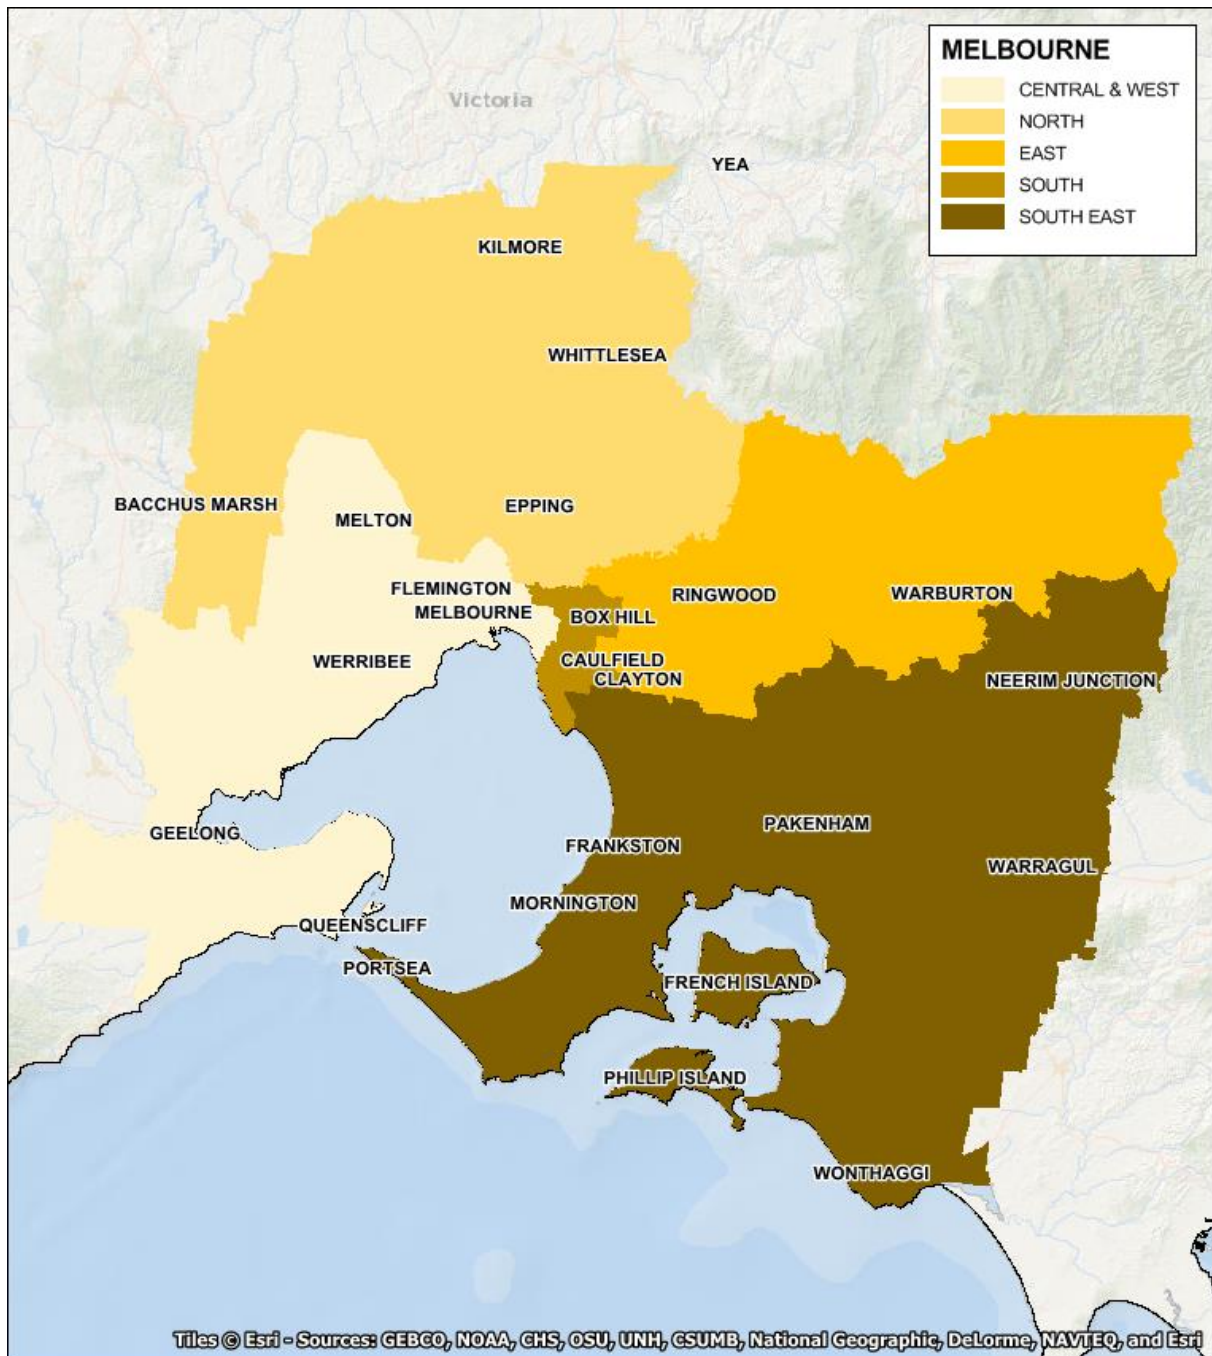 MELBOURNE
CENTRAL & WEST
NORTH
EAST
SOUTH
SOUTH EAST
Victoria
YEA
KILMORE
WHITTLESEA
BACCHUS MARSH
EPPING
MELTON
FLEMINGTON
RINGWOOD
WARBURTON
MELBOURNE
BOX HILL
WERRIBEE
CAULFIELD
CLAYTON
NEERIM JUNCTION
GEELONG
PAKENHAM
FRANKSTON
WARRAGUL
MORNINGTON
QUEENSCLIFF
PORTSEA
FRENCH ISLAND
PHILLIP ISLAND
WONTHAGGI
Tiles © Esri - Sources: GEBCO, NOAA, CHS, OSU, UNH, CSUMB, National Geographic, DeLorme, NAVTEQ, and Esri